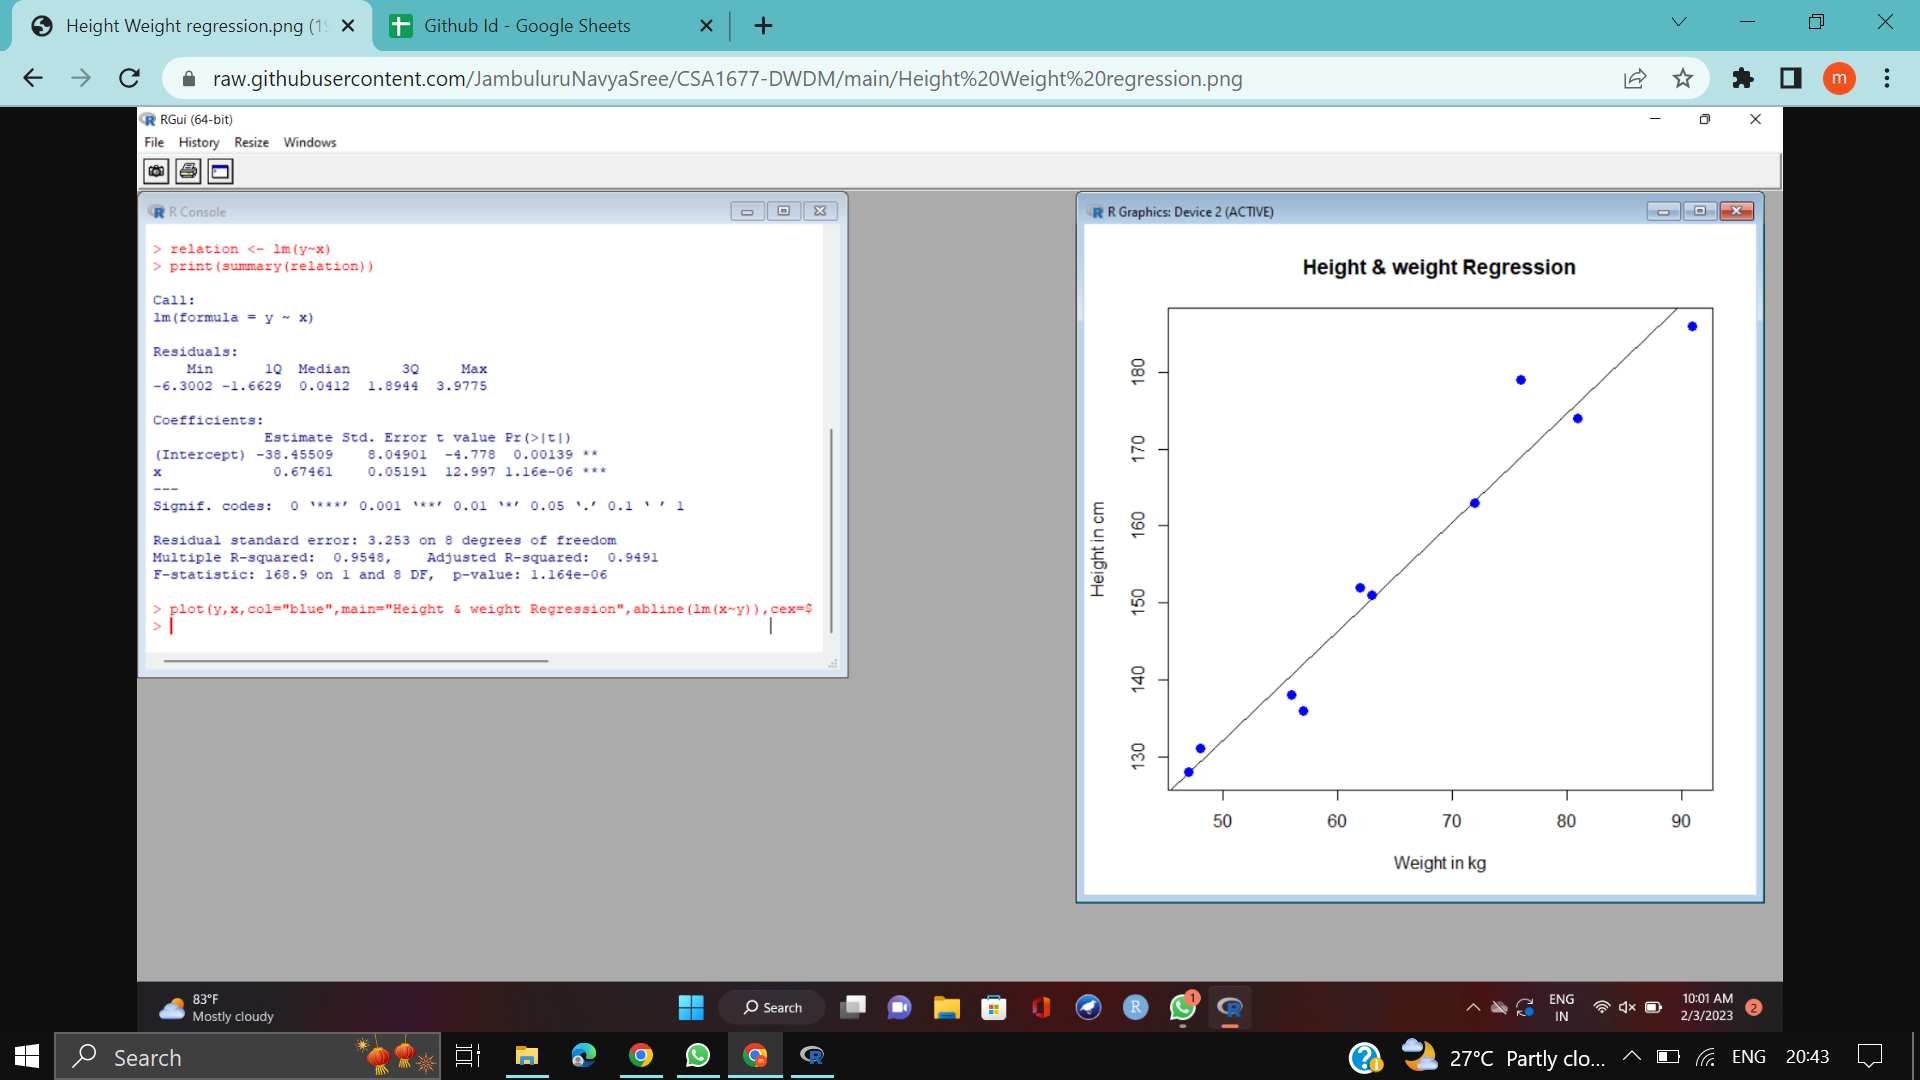 Height Weight regression.png (19
Github Id - Google Sheets
raw.githubusercontent.com/JambuluruNavyaSree/CSA1677-DWDM/main/Height%20Weight%20regression.png
m
RGui (64-bit)
File History Resize Windows
R Console
> relation <- lm(y~x)
> print(summary(relation))
Call:
lm(formula = y ~ x)
Residuals:
Min 1Q Median 3Q Max
-6.3002 -1.6629 0.0412 1.8944 3.9775
Coefficients:
Estimate Std. Error t value Pr(>|t|)
(Intercept) -38.45509 8.04901 -4.778 0.00139 **
x 0.67461 0.05191 12.997 1.16e-06 ***
---
Signif. codes: 0 ‘***’ 0.001 ‘**’ 0.01 ‘*’ 0.05 ‘.’ 0.1 ‘ ’ 1
Residual standard error: 3.253 on 8 degrees of freedom
Multiple R-squared: 0.9548, Adjusted R-squared: 0.9491
F-statistic: 168.9 on 1 and 8 DF, p-value: 1.164e-06
> plot(y,x,col="blue",main="Height & weight Regression",abline(lm(x~y)),cex=$
>
R Graphics: Device 2 (ACTIVE)
Height & weight Regression
Height in cm
180
170
160
150
140
130
50 60 70 80 90
Weight in kg
83°F
Mostly cloudy
Search
1
ENG
IN
10:01 AM
2/3/2023
2
Search
27°C Partly clo...
ENG
20:43